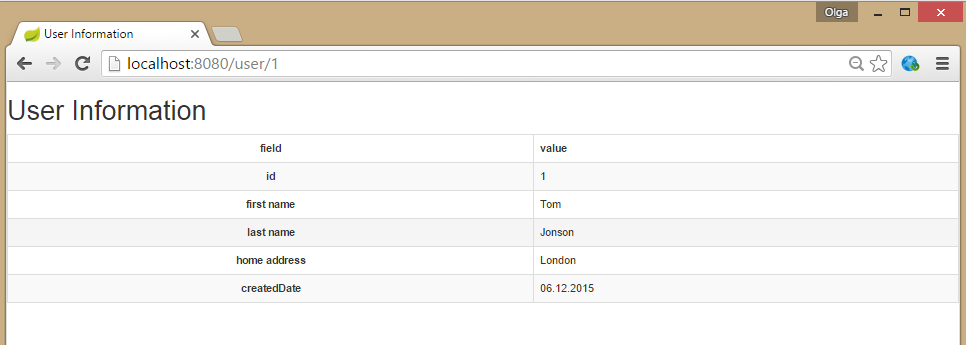 Olga
User Information
localhost:8080/user/1
User Information
field value
id 1
first name Tom
last name Jonson
home address London
createdDate 06.12.2015